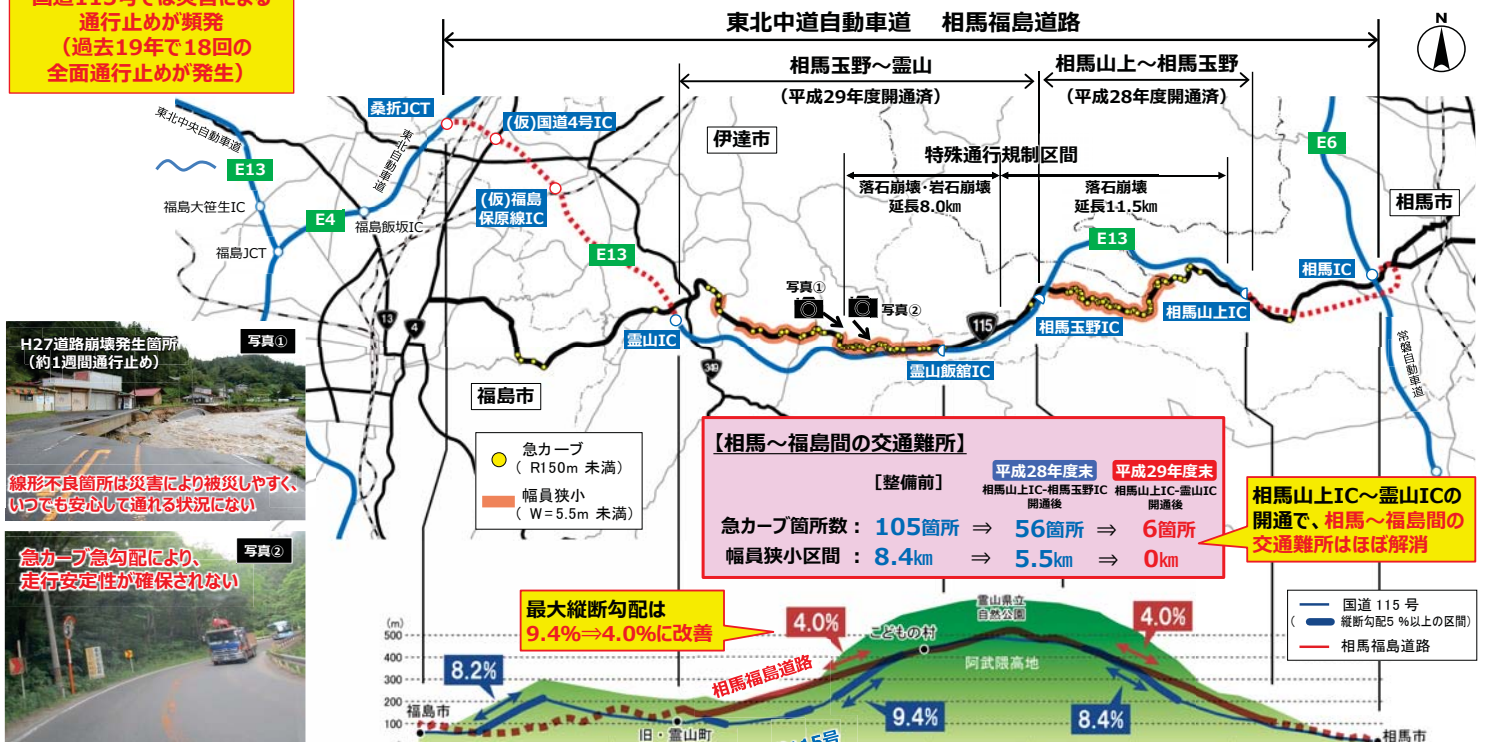 国道115号では災害による
通行止めが頻発
(過去19年で18回の
全面通行止めが発生)
東北中道自動車道 相馬福島道路
N
相馬玉野～霊山
(平成29年度開通済)
相馬山上～相馬玉野
(平成28年度開通済)
東北中央自動車道
E13
福島大笹生IC
福島JCT
E4
福島飯坂IC
東北自動車道
桑折JCT
(仮)国道4号IC
(仮)福島
保原線IC
E13
伊達市
特殊通行規制区間
落石崩壊・岩石崩壊
延長8.0㎞
落石崩壊
延長11.5㎞
E6
相馬市
E13
相馬IC
相馬山上IC
相馬玉野IC
115
写真①
写真②
霊山IC
霊山飯舘IC
349
13
4
福島市
常磐自動車道
H27道路崩壊発生箇所
(約1週間通行止め)
写真①
線形不良箇所は災害により被災しやすく、
いつでも安心して通れる状況にない
急カーブ急勾配により、
走行安定性が確保されない
写真②
急カーブ
( R150m 未満)
幅員狭小
( W=5.5m 未満)
【相馬～福島間の交通難所】
[整備前]
平成28年度末
相馬山上IC-相馬玉野IC
開通後
平成29年度末
相馬山上IC-霊山IC
開通後
急カーブ箇所数: 105箇所 ⇒ 56箇所 ⇒ 6箇所
幅員狭小区間 : 8.4㎞ ⇒ 5.5㎞ ⇒ 0㎞
相馬山上IC～霊山ICの
開通で、相馬～福島間の
交通難所はほぼ解消
最大縦断勾配は
9.4%⇒4.0%に改善
(m)
500
400
300
200
100
福島市
8.2%
旧・霊山町
相馬福島道路
4.0%
こどもの村
霊山県立
自然公園
阿武隈高地
9.4%
8.4%
4.0%
相馬市
15号
国道 115 号
( 縦断勾配5 %以上の区間)
相馬福島道路